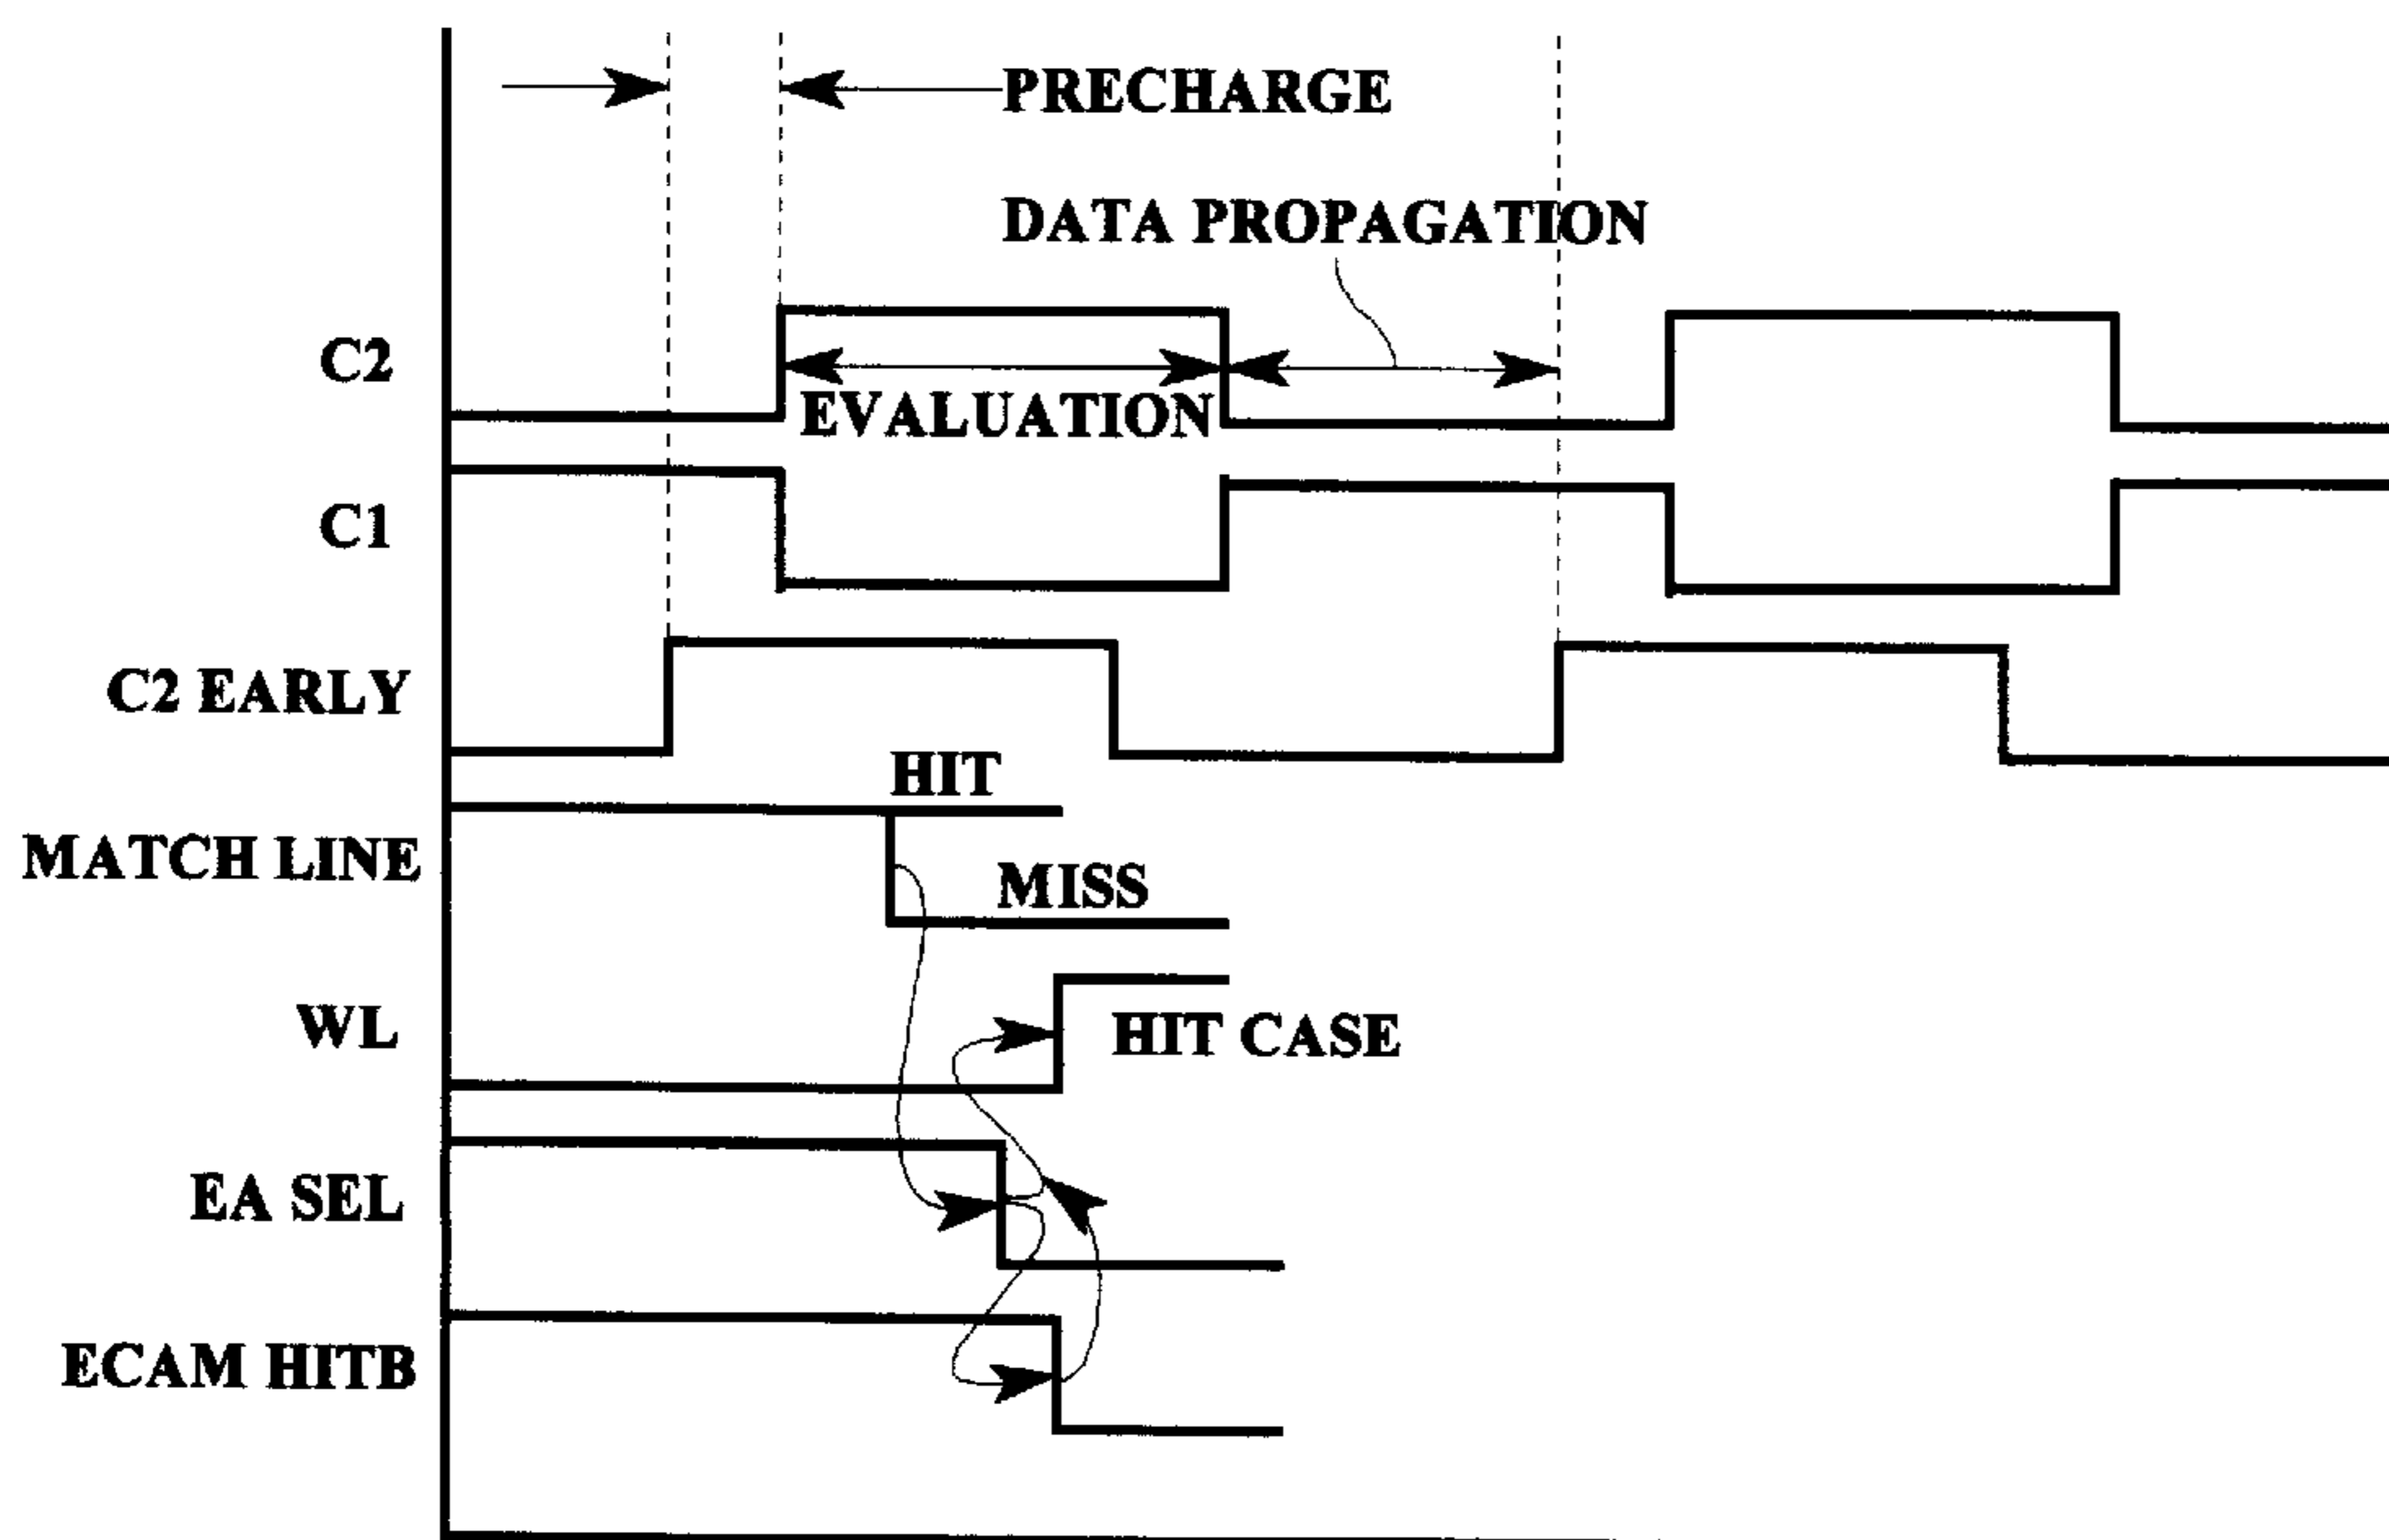 PRECHARGE
DATA PROPAGATION
C2
EVALUATION
C1
C2 EARLY
HIT
MATCH LINE
MISS
WL
HIT CASE
EA SEL
ECAM HITB